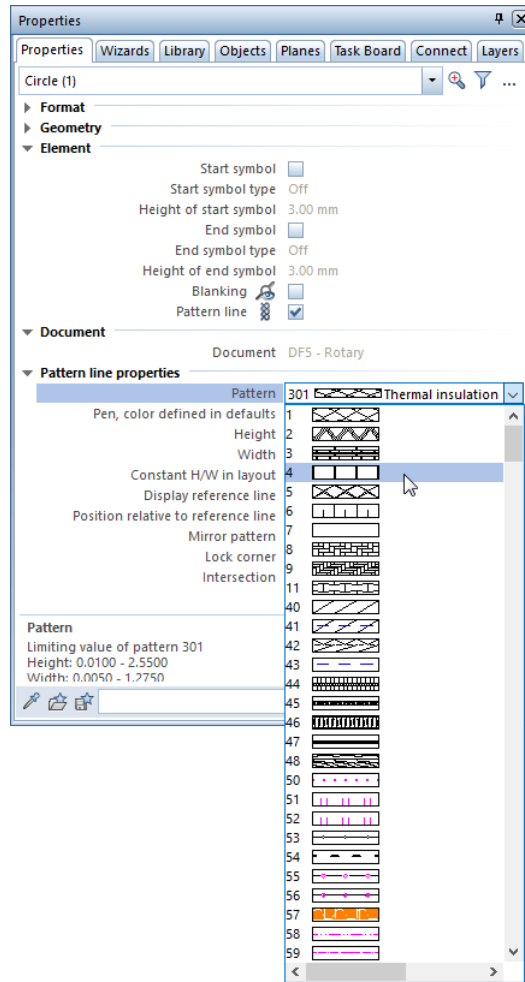 Properties
Properties Wizards Library Objects Planes Task Board Connect Layers
Circle (1)
...
Format
Geometry
Element
Start symbol
Start symbol type Off
Height of start symbol 3.00 mm
End symbol
End symbol type Off
Height of end symbol 3.00 mm
Blanking
Pattern line
Document
Document DF5 - Rotary
Pattern line properties
Pattern 301 Thermal insulation
Pen, color defined in defaults 1
Height 2
Width 3
Constant H/W in layout 4
Display reference line 5
Position relative to reference line 6
Mirror pattern 7
Lock corner 8
Intersection 9
11
40
41
42
43
44
45
46
47
48
50
51
52
53
54
55
56
57
58
59
Pattern
Limiting value of pattern 301
Height: 0.0100 - 2.5500
Width: 0.0050 - 1.2750